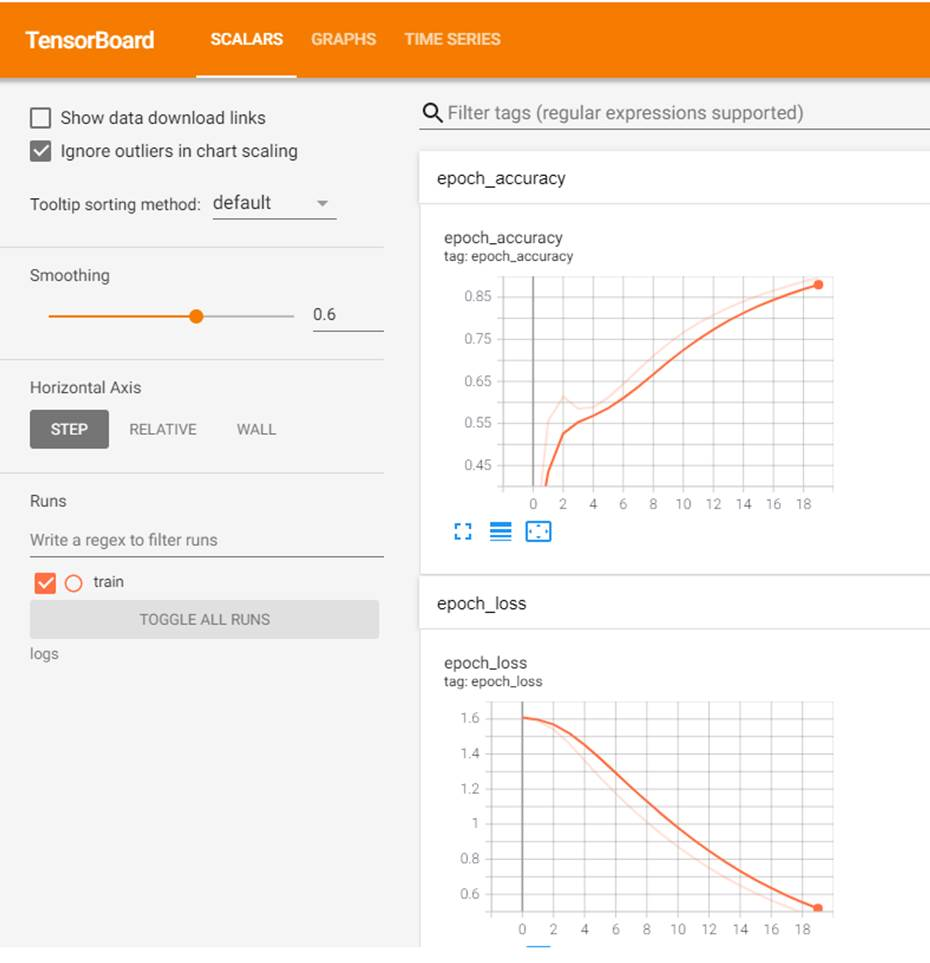 TensorBoard SCALARS GRAPHS TIME SERIES
Show data download links
Ignore outliers in chart scaling
Tooltip sorting method: default
Smoothing
0.6
Horizontal Axis
STEP RELATIVE WALL
Runs
Write a regex to filter runs
train
TOGGLE ALL RUNS
logs
Filter tags (regular expressions supported)
epoch_accuracy
epoch_accuracy
tag: epoch_accuracy
0.85
0.75
0.65
0.55
0.45
0 2 4 6 8 10 12 14 16 18
epoch_loss
epoch_loss
tag: epoch_loss
1.6
1.4
1.2
1
0.8
0.6
0 2 4 6 8 10 12 14 16 18